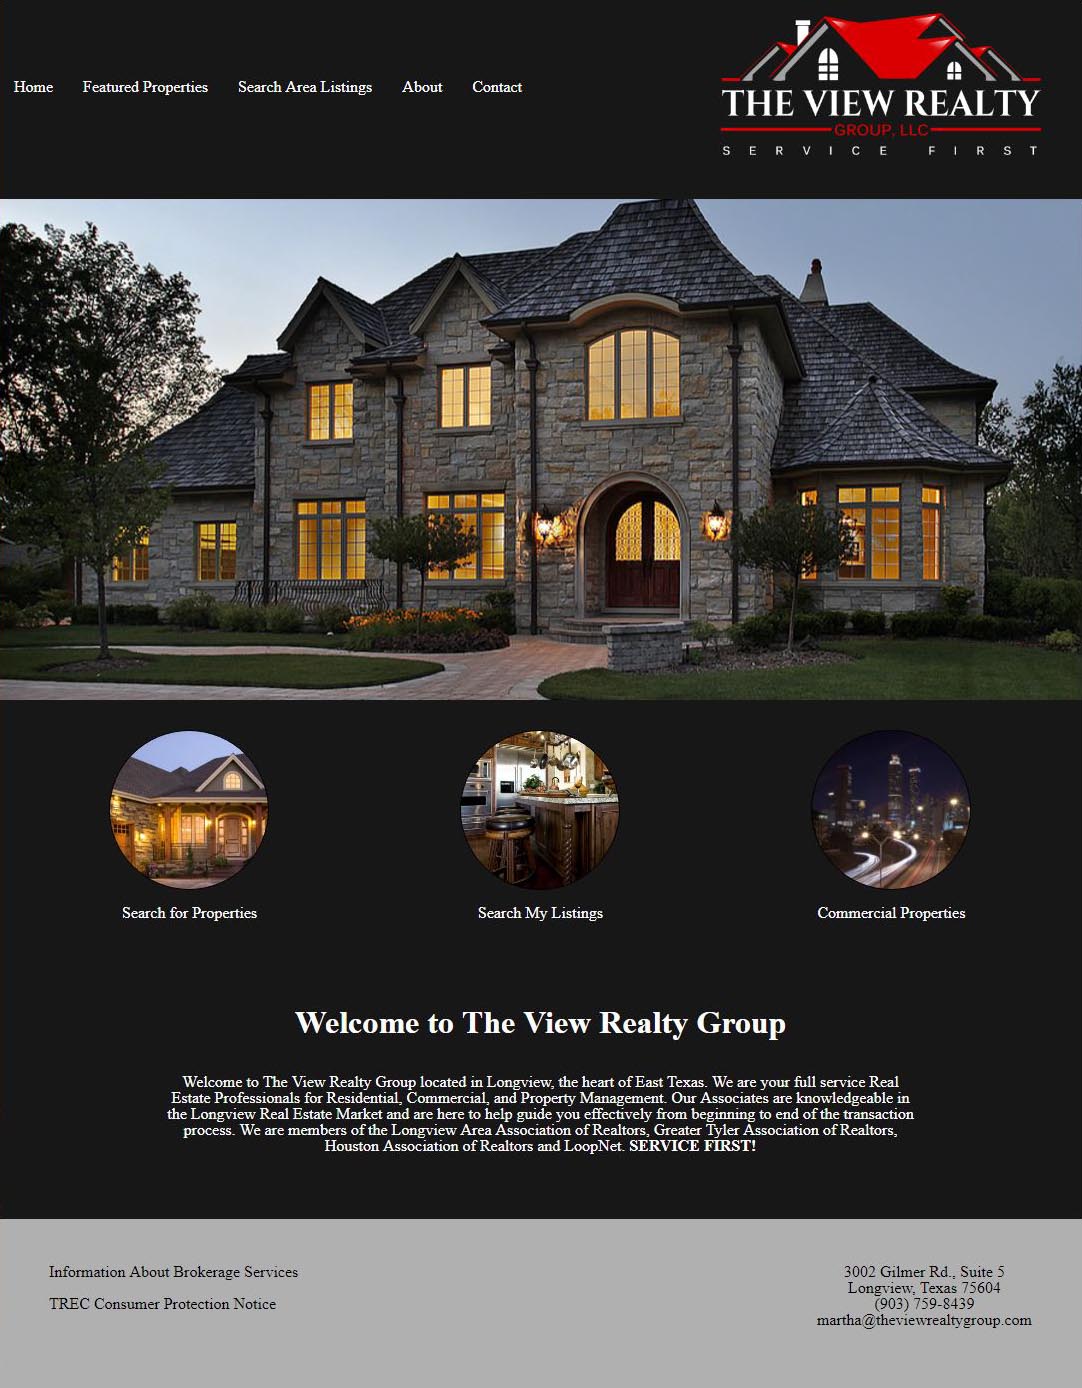 Home
Featured Properties
Search Area Listings
About
Contact
THE VIEW REALTY
GROUP, LLC
SERVICE FIRST
Search for Properties
Search My Listings
Commercial Properties
Welcome to The View Realty Group
Welcome to The View Realty Group located in Longview, the heart of East Texas. We are your full service Real
Estate Professionals for Residential, Commercial, and Property Management. Our Associates are knowledgeable in
the Longview Real Estate Market and are here to help guide you effectively from beginning to end of the transaction
process. We are members of the Longview Area Association of Realtors, Greater Tyler Association of Realtors,
Houston Association of Realtors and LoopNet. SERVICE FIRST!
Information About Brokerage Services
TREC Consumer Protection Notice
3002 Gilmer Rd., Suite 5
Longview, Texas 75604
(903) 759-8439
martha@theviewrealtygroup.com